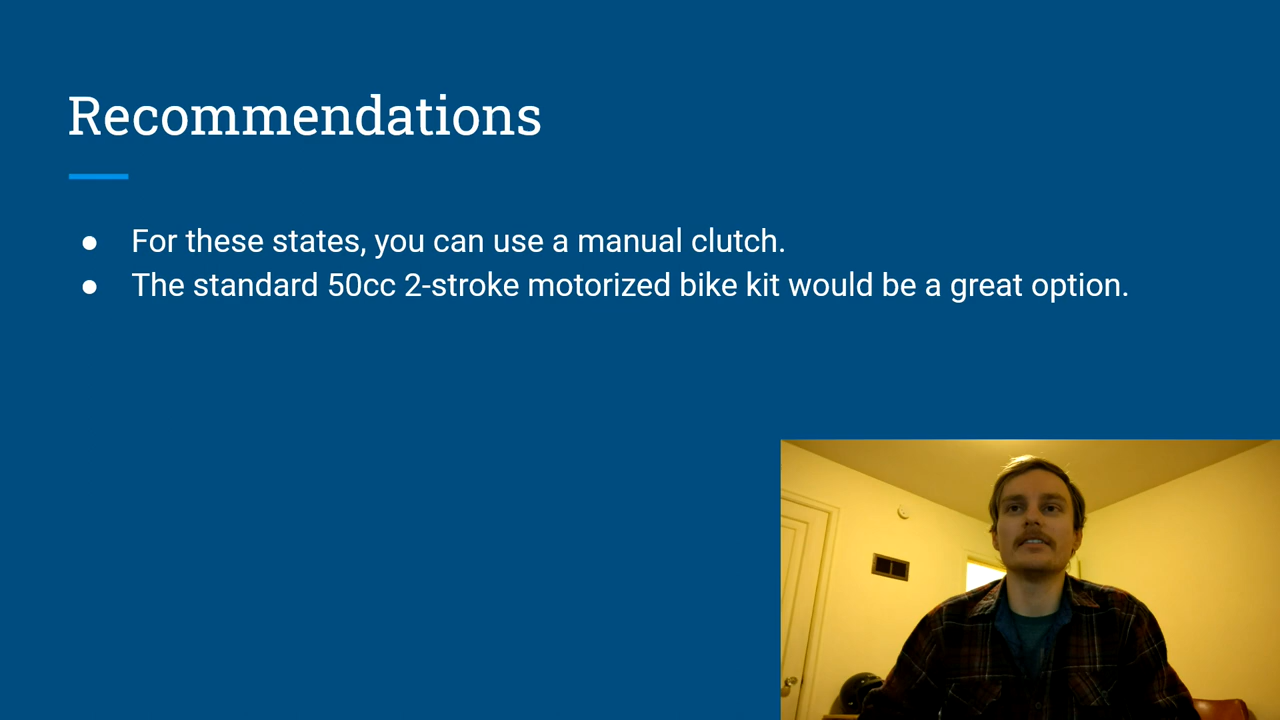 Recommendations
● For these states, you can use a manual clutch.
● The standard 50cc 2-stroke motorized bike kit would be a great option.